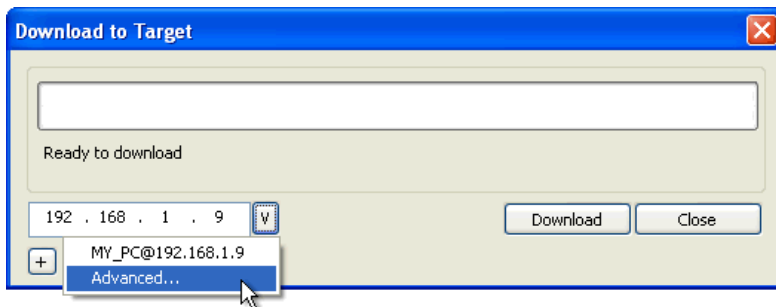 Download to Target
Ready to download
192 . 168 . 1 . 9 V
Download Close
+
MY_PC@192.168.1.9
Advanced...